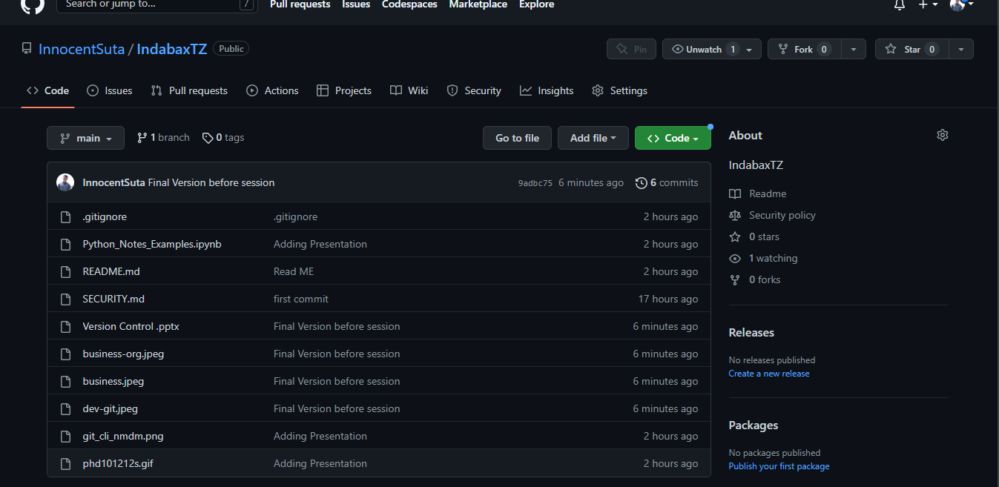 Search or jump to... /
Pull requests Issues Codespaces Marketplace Explore
InnocentSuta / IndabaxTZ Public
Pin Unwatch 1 Fork 0 Star 0
Code Issues Pull requests Actions Projects Wiki Security Insights Settings
main 1 branch 0 tags Go to file Add file Code
InnocentSuta Final Version before session 9adbc75 6 minutes ago 6 commits
.gitignore .gitignore 2 hours ago
Python_Notes_Examples.ipynb Adding Presentation 2 hours ago
README.md Read ME 2 hours ago
SECURITY.md first commit 17 hours ago
Version Control .pptx Final Version before session 6 minutes ago
business-org.jpeg Final Version before session 6 minutes ago
business.jpeg Final Version before session 6 minutes ago
dev-git.jpeg Final Version before session 6 minutes ago
git_cli_nmdm.png Adding Presentation 2 hours ago
phd101212s.gif Adding Presentation 2 hours ago
About
IndabaxTZ
Readme
Security policy
0 stars
1 watching
0 forks
Releases
No releases published
Create a new release
Packages
No packages published
Publish your first package